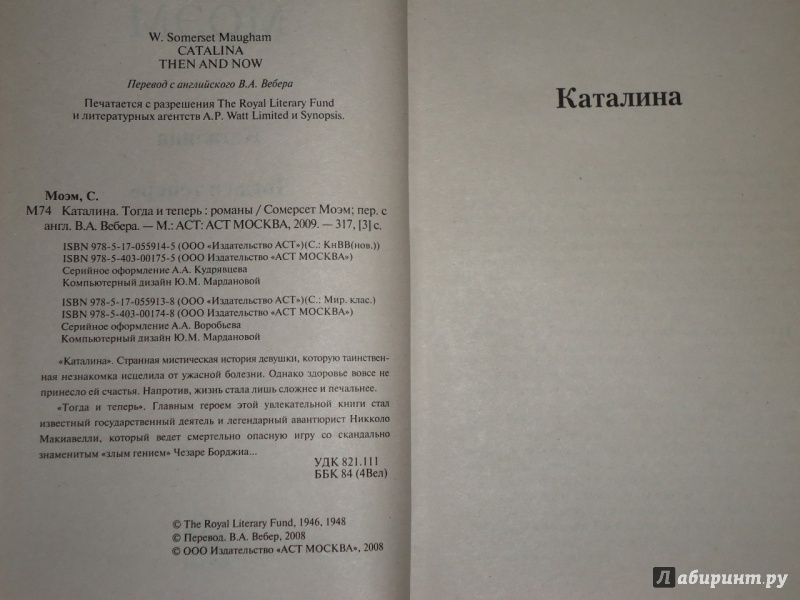 W. Somerset Maugham
CATALINA
THEN AND NOW
Перевод с английского В.А. Вебера
Печатается с разрешения The Royal Literary Fund
и литературных агентств A.P. Watt Limited и Synopsis.
Моэм, С.
М74 Каталина. Тогда и теперь : романы / Сомерсет Моэм; пер. с
англ. В.А. Вебера. — М.: АСТ: АСТ МОСКВА, 2009. — 317, [3] с.
ISBN 978-5-17-055914-5 (ООО «Издательство АСТ»)(С.: КнВВ(нов.))
ISBN 978-5-403-00175-5 (ООО Издательство «АСТ МОСКВА»)
Серийное оформление А.А. Кудрявцева
Компьютерный дизайн Ю.М. Мардановой
ISBN 978-5-17-055913-8 (ООО «Издательство АСТ»)(С.: Мир. клас.)
ISBN 978-5-403-00174-8 (ООО Издательство «АСТ МОСКВА»)
Серийное оформление А.А. Воробьева
Компьютерный дизайн Ю.М. Мардановой
«Каталина». Странная мистическая история девушки, которую таинствен-
ная незнакомка исцелила от ужасной болезни. Однако здоровье вовсе не
принесло ей счастья. Напротив, жизнь стала лишь сложнее и печальнее.
«Тогда и теперь». Главным героем этой увлекательной книги стал
известный государственный деятель и легендарный авантюрист Никколо
Макиавелли, который ведет смертельно опасную игру со скандально
знаменитым «злым гением» Чезаре Борджиа...
УДК 821.111
ББК 84 (4Вел)
© The Royal Literary Fund, 1946, 1948
© Перевод. В.А. Вебер, 2008
© ООО Издательство «АСТ МОСКВА», 2008
Каталина
Лабиринт.ру